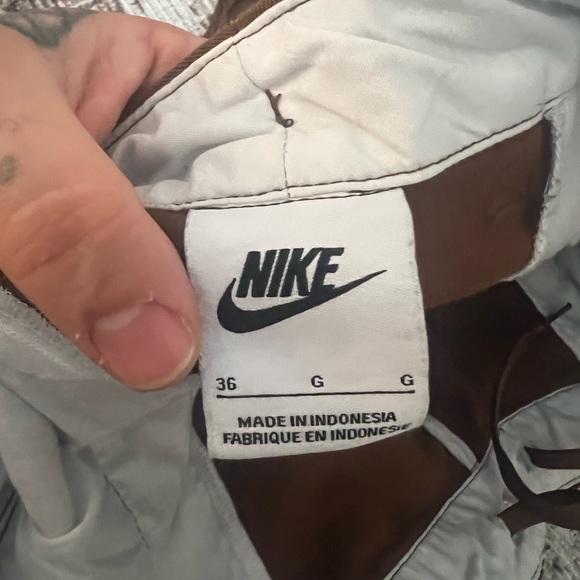 NIKE
36 G G
MADE IN INDONESIA
FABRIQUE EN INDONESIE